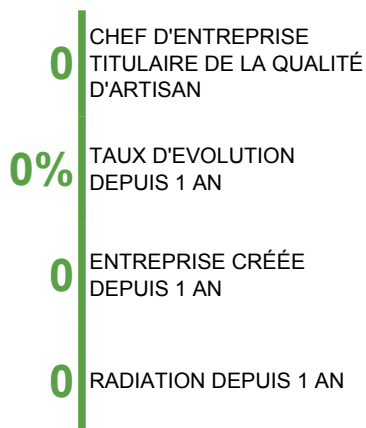 0
CHEF D'ENTREPRISE
TITULAIRE DE LA QUALITÉ
D'ARTISAN
0%
TAUX D'EVOLUTION
DEPUIS 1 AN
0
ENTREPRISE CRÉÉE
DEPUIS 1 AN
0
RADIATION DEPUIS 1 AN